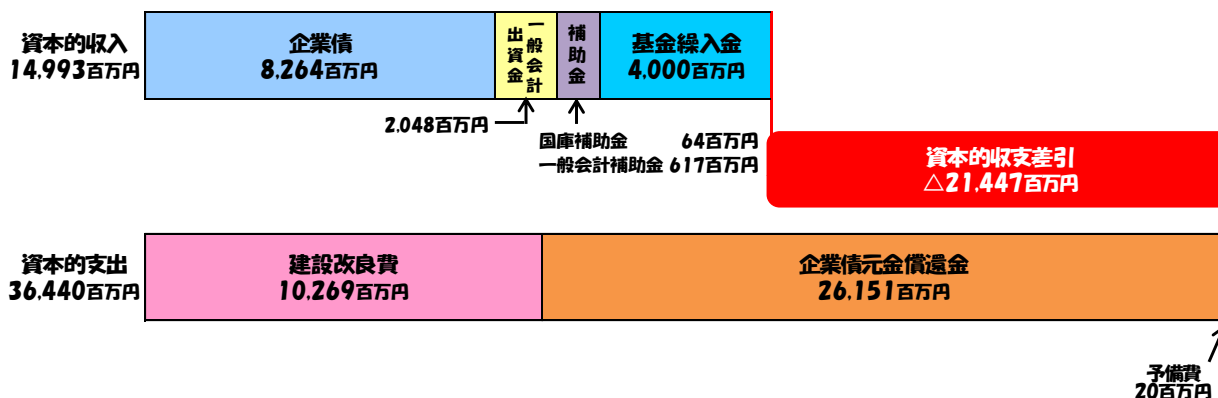 資本的収入
14,993百万円
企業債
8,264百万円
一般会計
出資金
補助金
基金繰入金
4,000百万円
2,048百万円
国庫補助金 64百万円
一般会計補助金 617百万円
資本的収支差引
△21,447百万円
資本的支出
36,440百万円
建設改良費
10,269百万円
企業債元金償還金
26,151百万円
予備費
20百万円